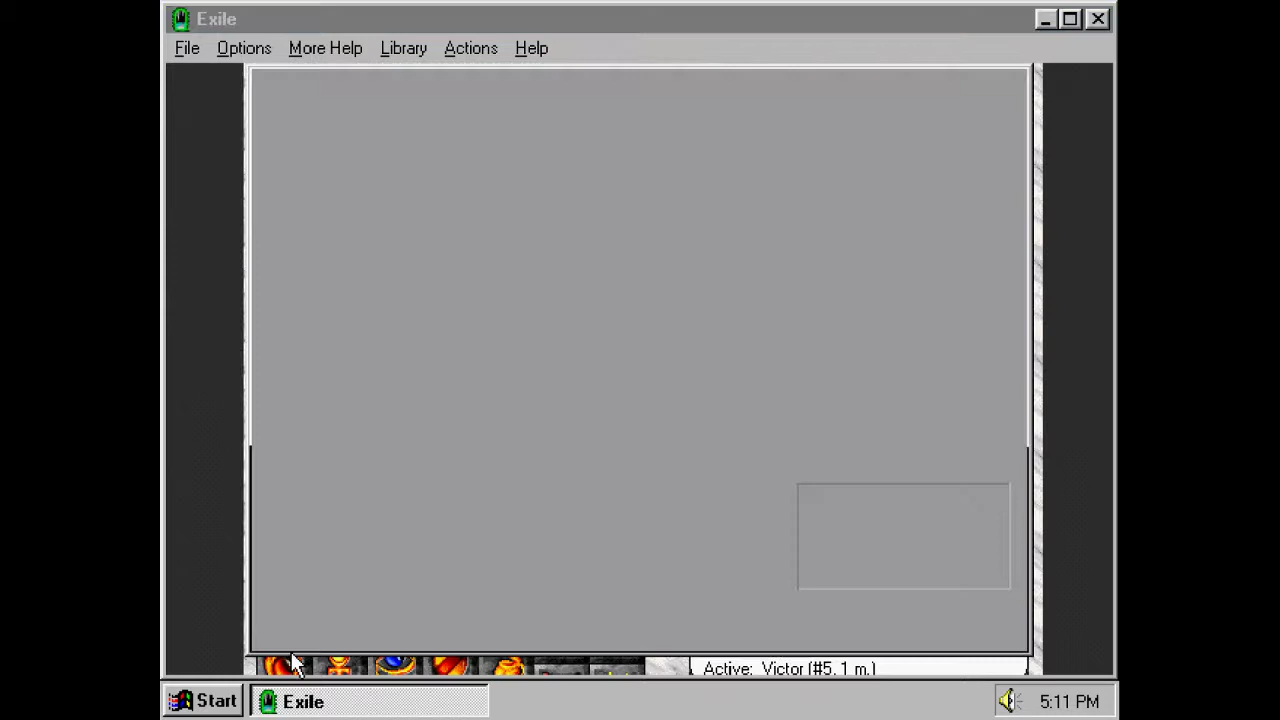 Exile
File Options More Help Library Actions Help
Active: Victor (#5, 1 m.)
Start Exile 5:11 PM